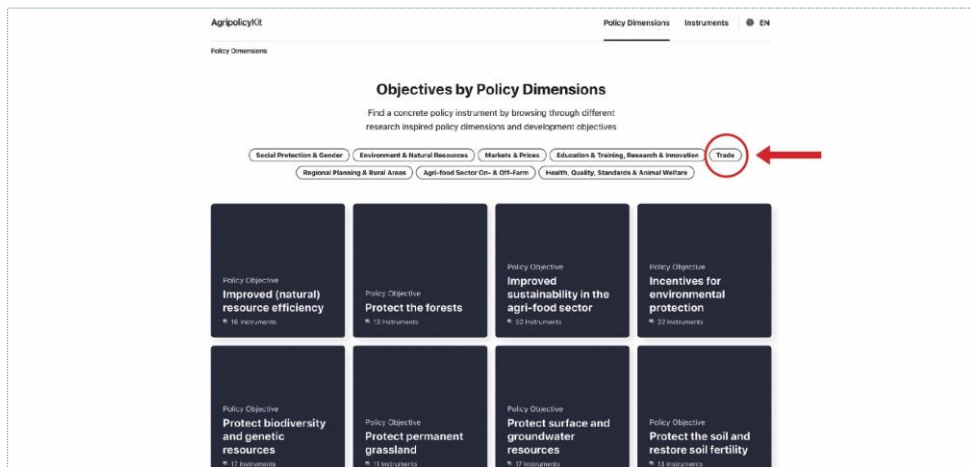 AgripolicyKit
Policy Dimensions
Instruments
EN
Policy Dimensions
Objectives by Policy Dimensions
Find a concrete policy instrument by browsing through different
research inspired policy dimensions and development objectives
Social Protection & Gender
Environment & Natural Resources
Markets & Prices
Education & Training, Research & Innovation
Trade
Regional Planning & Rural Areas
Agri-food Sector On- & Off-Farm
Health, Quality, Standards & Animal Welfare
Policy Objective
Improved (natural)
resource efficiency
16 Instruments
Policy Objective
Protect the forests
13 Instruments
Policy Objective
Improved
sustainability in the
agri-food sector
32 Instruments
Policy Objective
Incentives for
environmental
protection
22 Instruments
Policy Objective
Protect biodiversity
and genetic
resources
17 Instruments
Policy Objective
Protect permanent
grassland
11 Instruments
Policy Objective
Protect surface and
groundwater
resources
17 Instruments
Policy Objective
Protect the soil and
restore soil fertility
13 Instruments